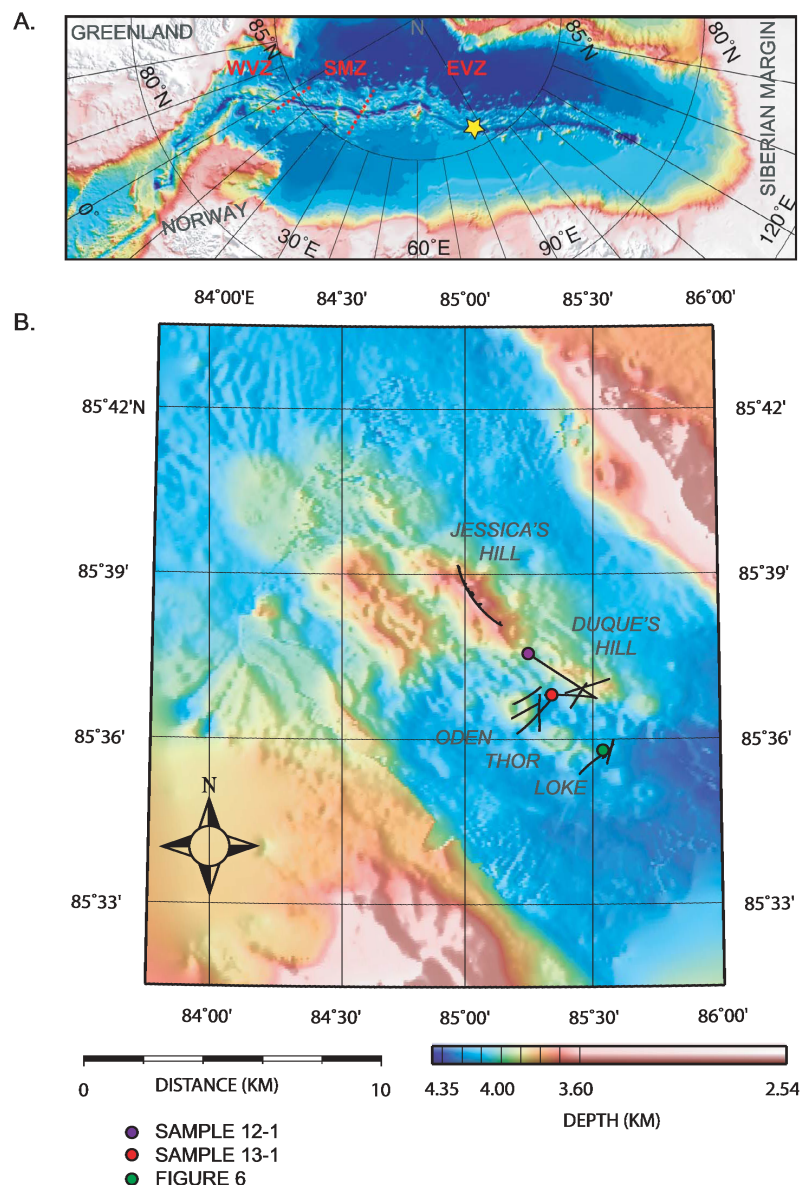 A.
GREENLAND
85°N
N
85°N
80°N
WVZ
SMZ
EVZ
80°N
SIBERIAN MARGIN
0°
NORWAY
30°E
60°E
90°E
120°E
84°00'E
84°30'
85°00'
85°30'
86°00'
B.
85°42'N
85°42'
JESSICA'S
HILL
85°39'
85°39'
DUQUE'S
HILL
85°36'
ODEN
85°36'
THOR
LOKE
N
85°33'
85°33'
84°00'
84°30'
85°00'
85°30'
86°00'
0
DISTANCE (KM)
10
4.35
4.00
3.60
2.54
DEPTH (KM)
SAMPLE 12-1
SAMPLE 13-1
FIGURE 6